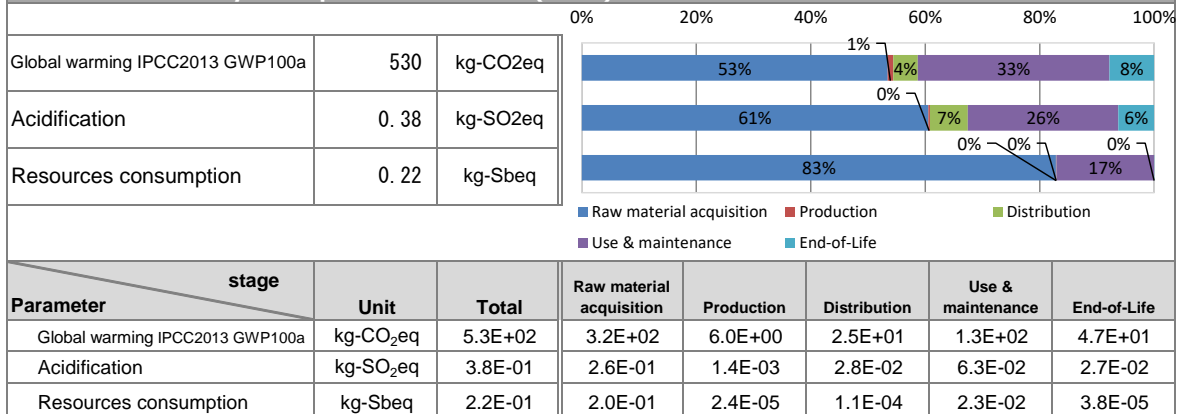 0% 20% 40% 60% 80% 100%
Global warming IPCC2013 GWP100a 530 kg-CO2eq
1%
53% 4% 33% 8%
Acidification 0.38 kg-SO2eq
0%
61% 7% 26% 6%
Resources consumption 0.22 kg-Sbeq
0% 0% 0%
83% 17%
Raw material acquisition Production Distribution
Use & maintenance End-of-Life
stage
Parameter Unit Total Raw material acquisition Production Distribution Use & maintenance End-of-Life
Global warming IPCC2013 GWP100a kg-CO₂eq 5.3E+02 3.2E+02 6.0E+00 2.5E+01 1.3E+02 4.7E+01
Acidification kg-SO₂eq 3.8E-01 2.6E-01 1.4E-03 2.8E-02 6.3E-02 2.7E-02
Resources consumption kg-Sbeq 2.2E-01 2.0E-01 2.4E-05 1.1E-04 2.3E-02 3.8E-05